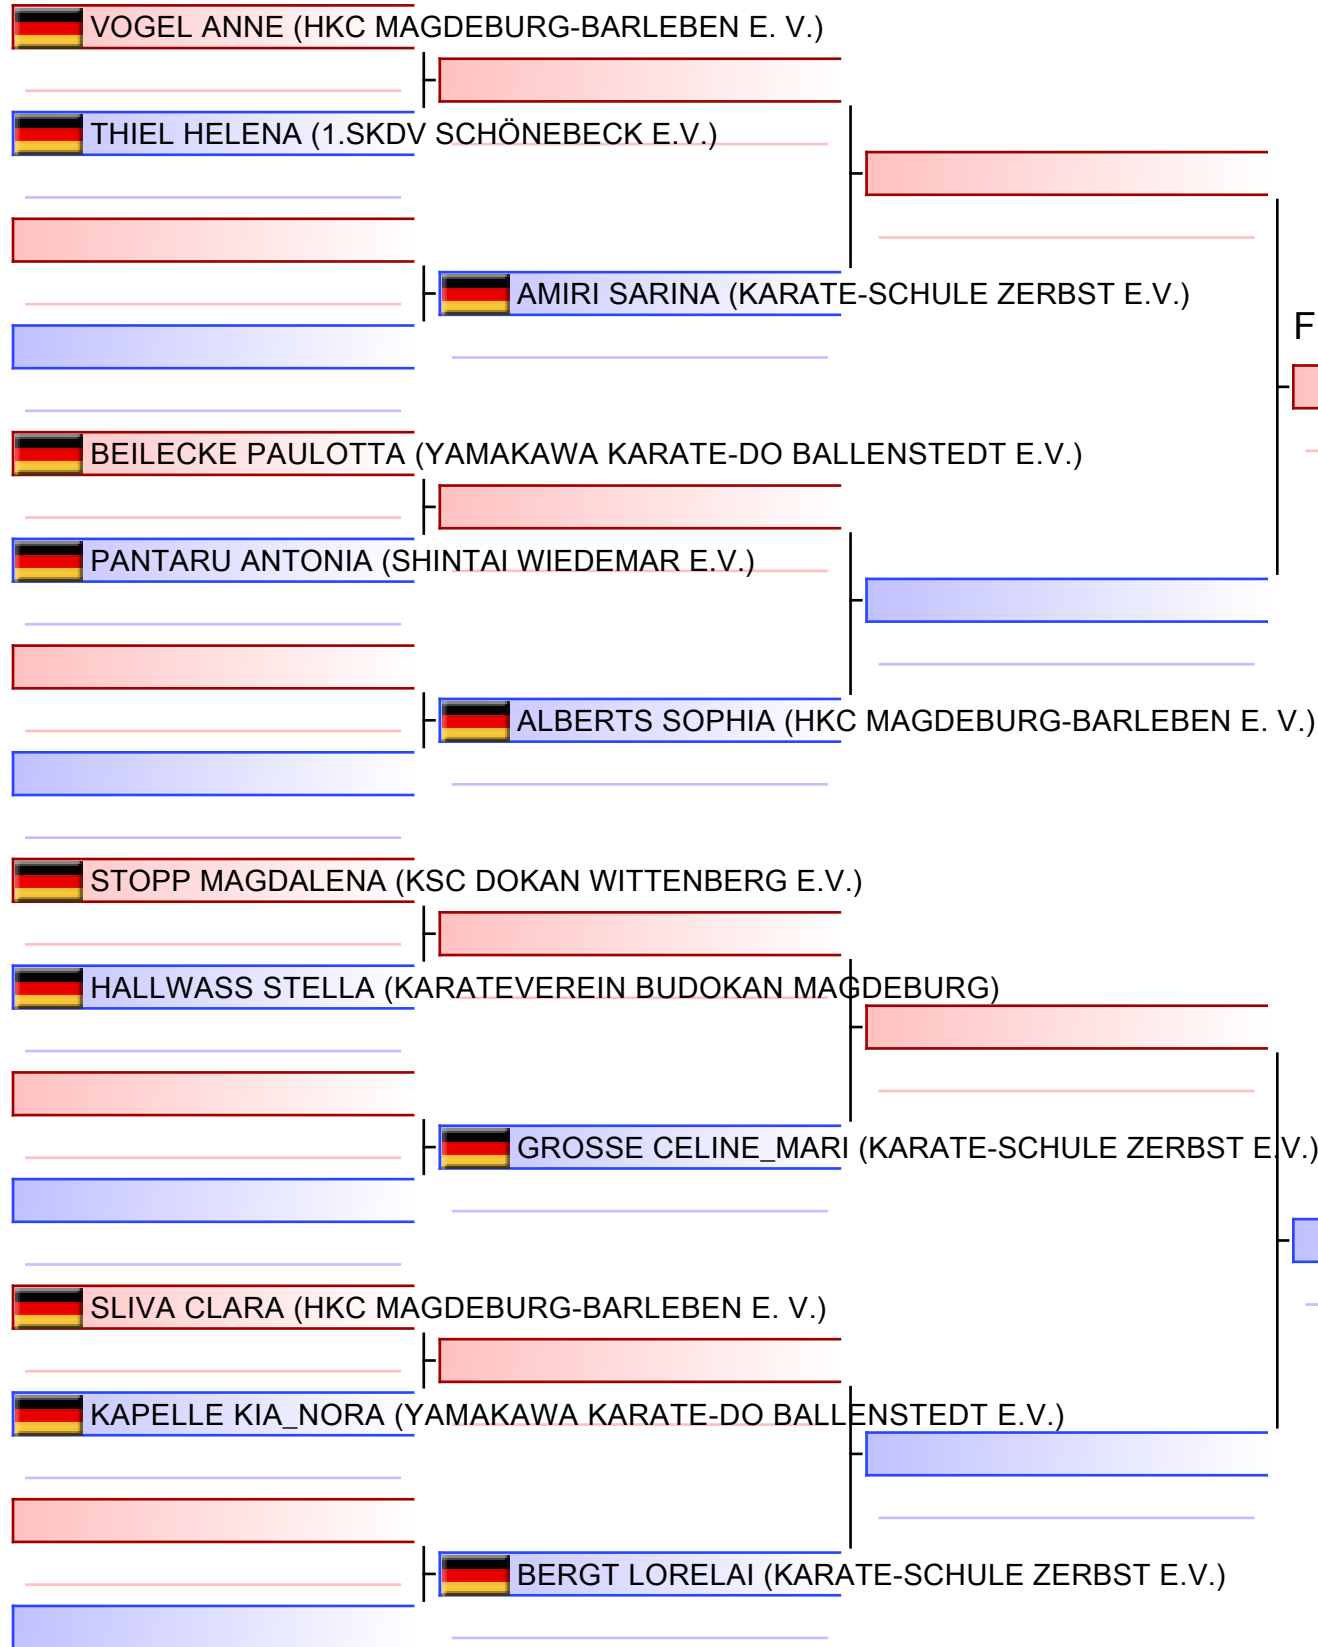 VOGEL ANNE (HKC MAGDEBURG-BARLEBEN E. V.)
THIEL HELENA (1.SKDV SCHÖNEBECK E.V.)
AMIRI SARINA (KARATE-SCHULE ZERBST E.V.)
F
BEILECKE PAULOTTA (YAMAKAWA KARATE-DO BALLENSTEDT E.V.)
PANTARU ANTONIA (SHINTAI WIEDEMAR E.V.)
ALBERTS SOPHIA (HKC MAGDEBURG-BARLEBEN E. V.)
STOPP MAGDALENA (KSC DOKAN WITTENBERG E.V.)
HALLWASS STELLA (KARATEVEREIN BUDOKAN MAGDEBURG)
GROSSE CELINE_MARI (KARATE-SCHULE ZERBST E.V.)
SLIVA CLARA (HKC MAGDEBURG-BARLEBEN E. V.)
KAPELLE KIA_NORA (YAMAKAWA KARATE-DO BALLENSTEDT E.V.)
BERGT LORELAI (KARATE-SCHULE ZERBST E.V.)